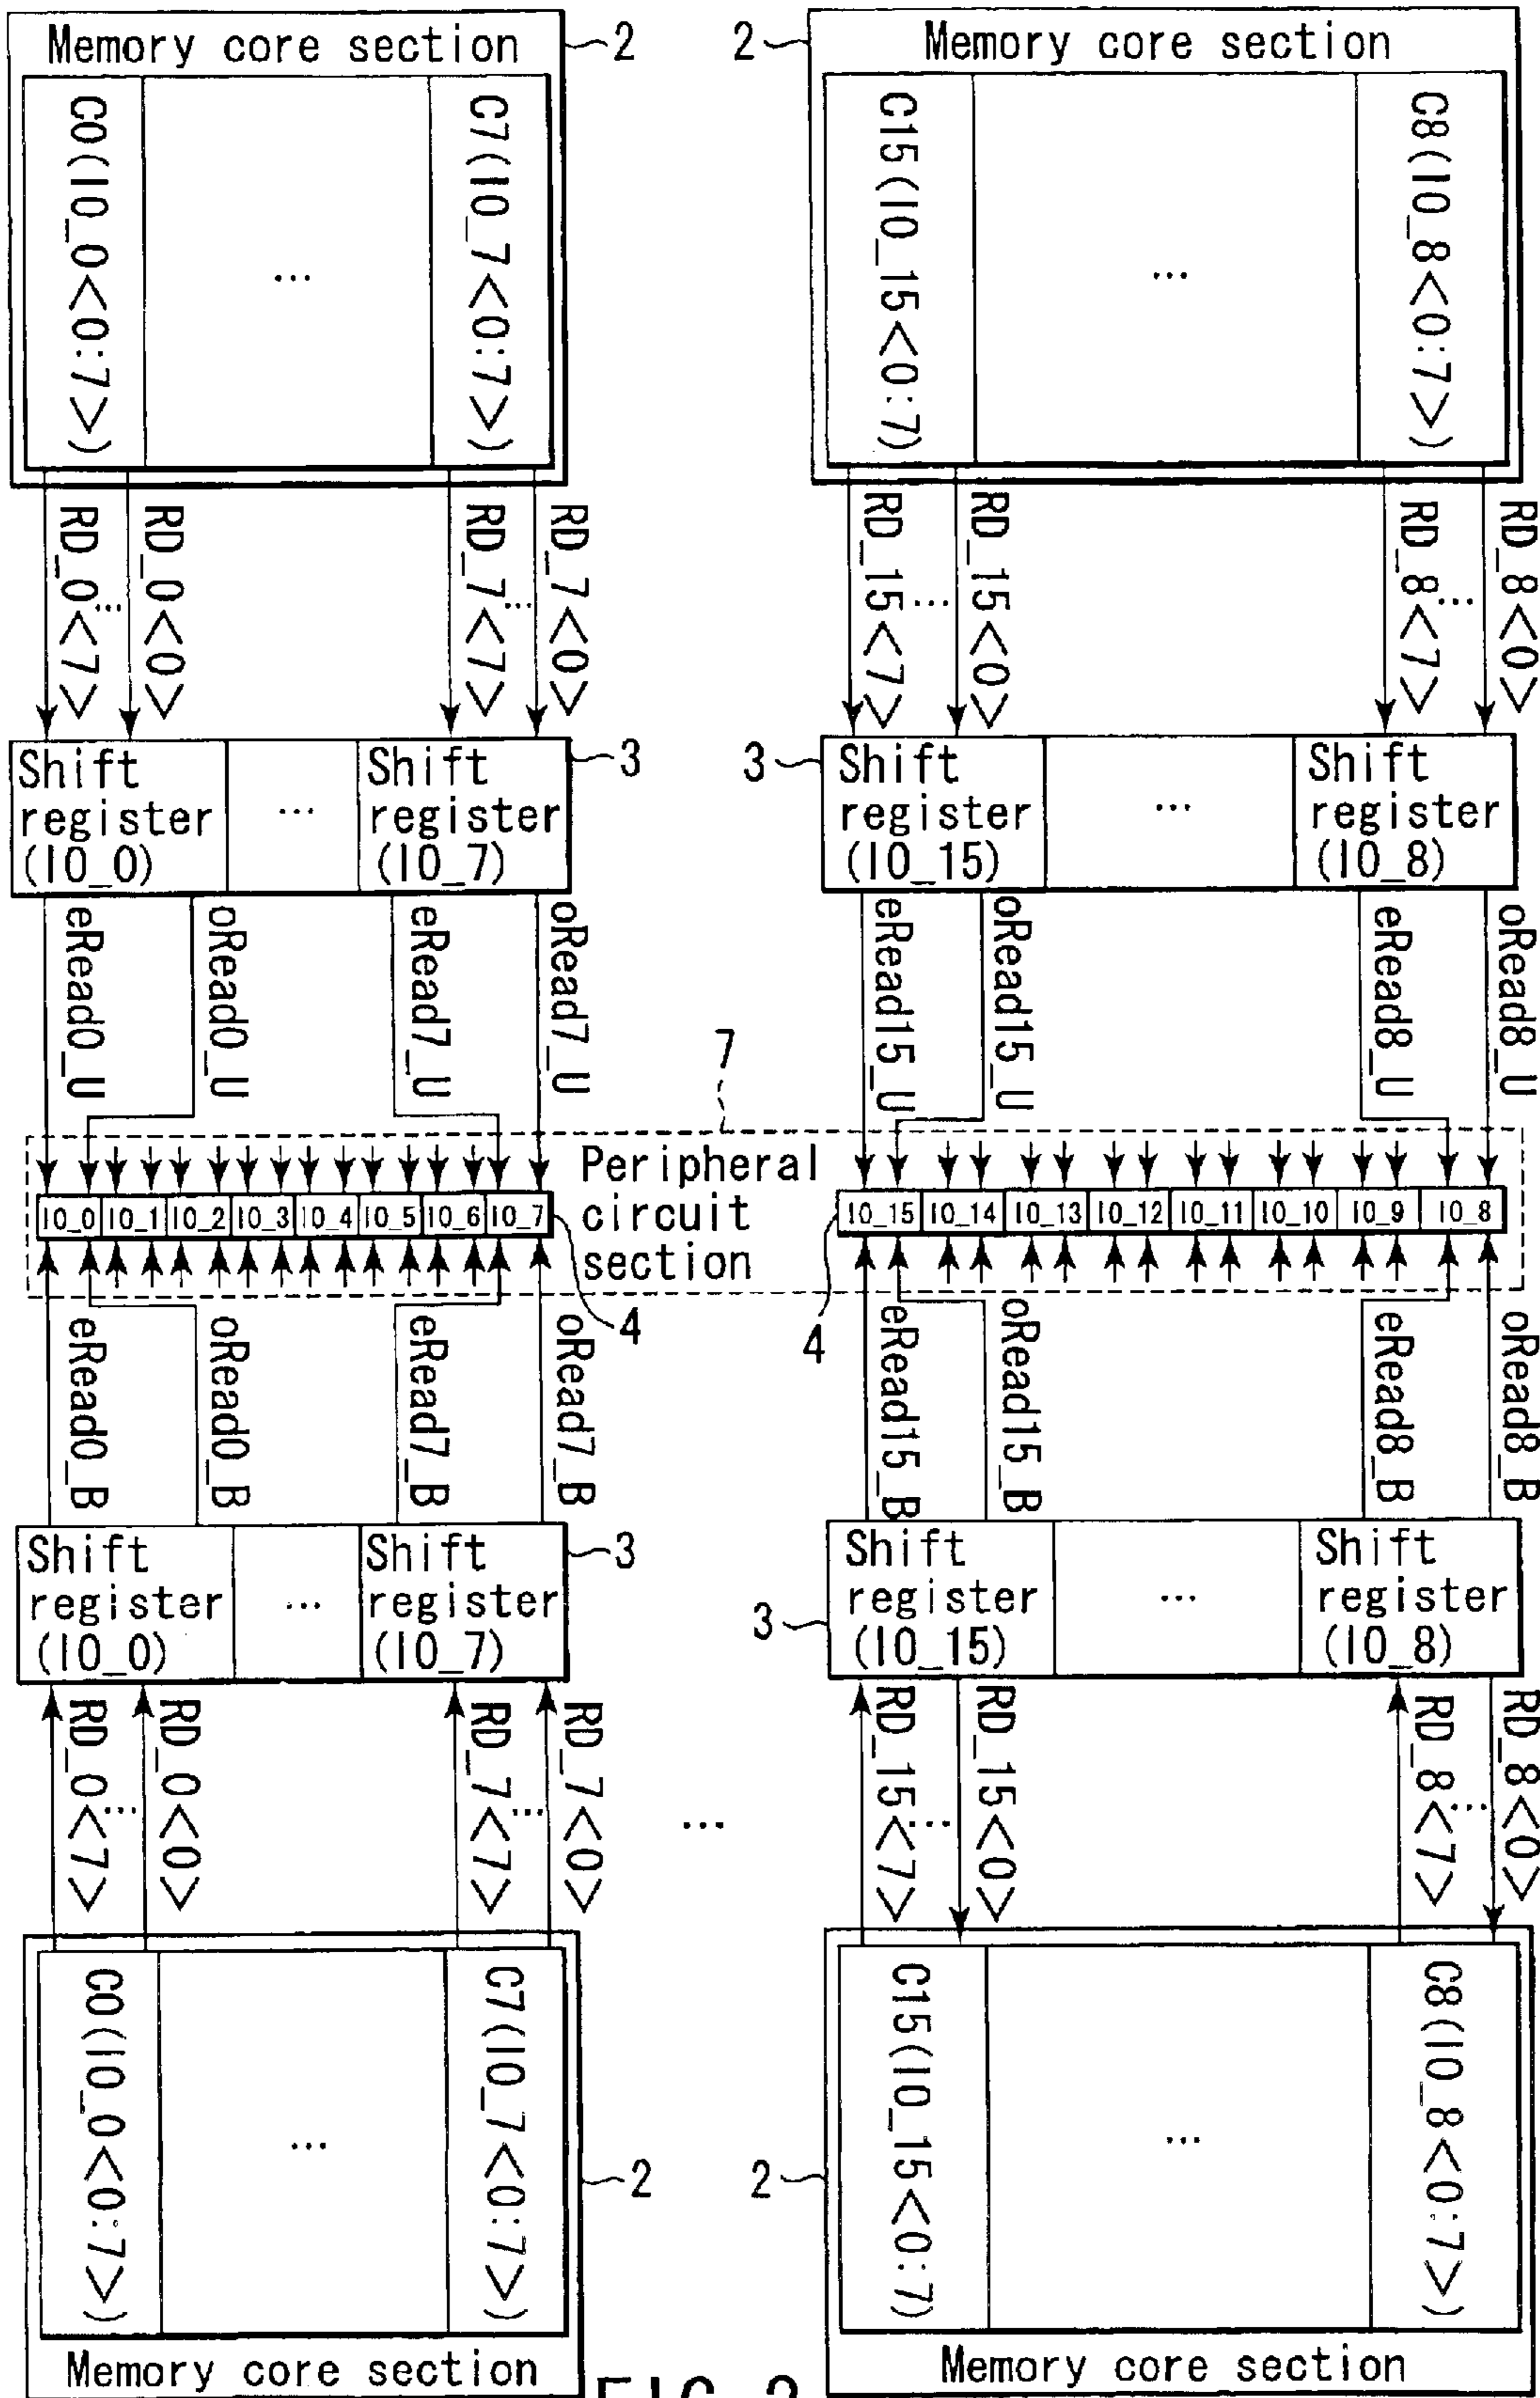 Memory core section
2
2
Memory core section
C0(IO_0<0:7>)
...
C7(IO_7<0:7>)
C15(IO_15<0:7)
...
C8(IO_8<0:7>)
RD_0<7>
...
RD_0<0>
RD_7<7>
...
RD_7<0>
RD_15<7>
...
RD_15<0>
RD_8<7>
...
RD_8<0>
Shift
register
(IO_0)
...
Shift
register
(IO_7)
3
3
Shift
register
(IO_15)
...
Shift
register
(IO_8)
eRead0_U
oRead0_U
eRead7_U
oRead7_U
eRead15_U
oRead15_U
eRead8_U
oRead8_U
7
Peripheral
circuit
section
IO_0 IO_1 IO_2 IO_3 IO_4 IO_5 IO_6 IO_7
IO_15 IO_14 IO_13 IO_12 IO_11 IO_10 IO_9 IO_8
4
4
eRead0_B
oRead0_B
eRead7_B
oRead7_B
eRead15_B
oRead15_B
eRead8_B
oRead8_B
Shift
register
(IO_0)
...
Shift
register
(IO_7)
3
3
Shift
register
(IO_15)
...
Shift
register
(IO_8)
RD_0<7>
...
RD_0<0>
RD_7<7>
...
RD_7<0>
...
RD_15<7>
...
RD_15<0>
RD_8<7>
...
RD_8<0>
C0(IO_0<0:7>)
...
C7(IO_7<0:7>)
2
2
C15(IO_15<0:7)
...
C8(IO_8<0:7>)
Memory core section
Memory core section